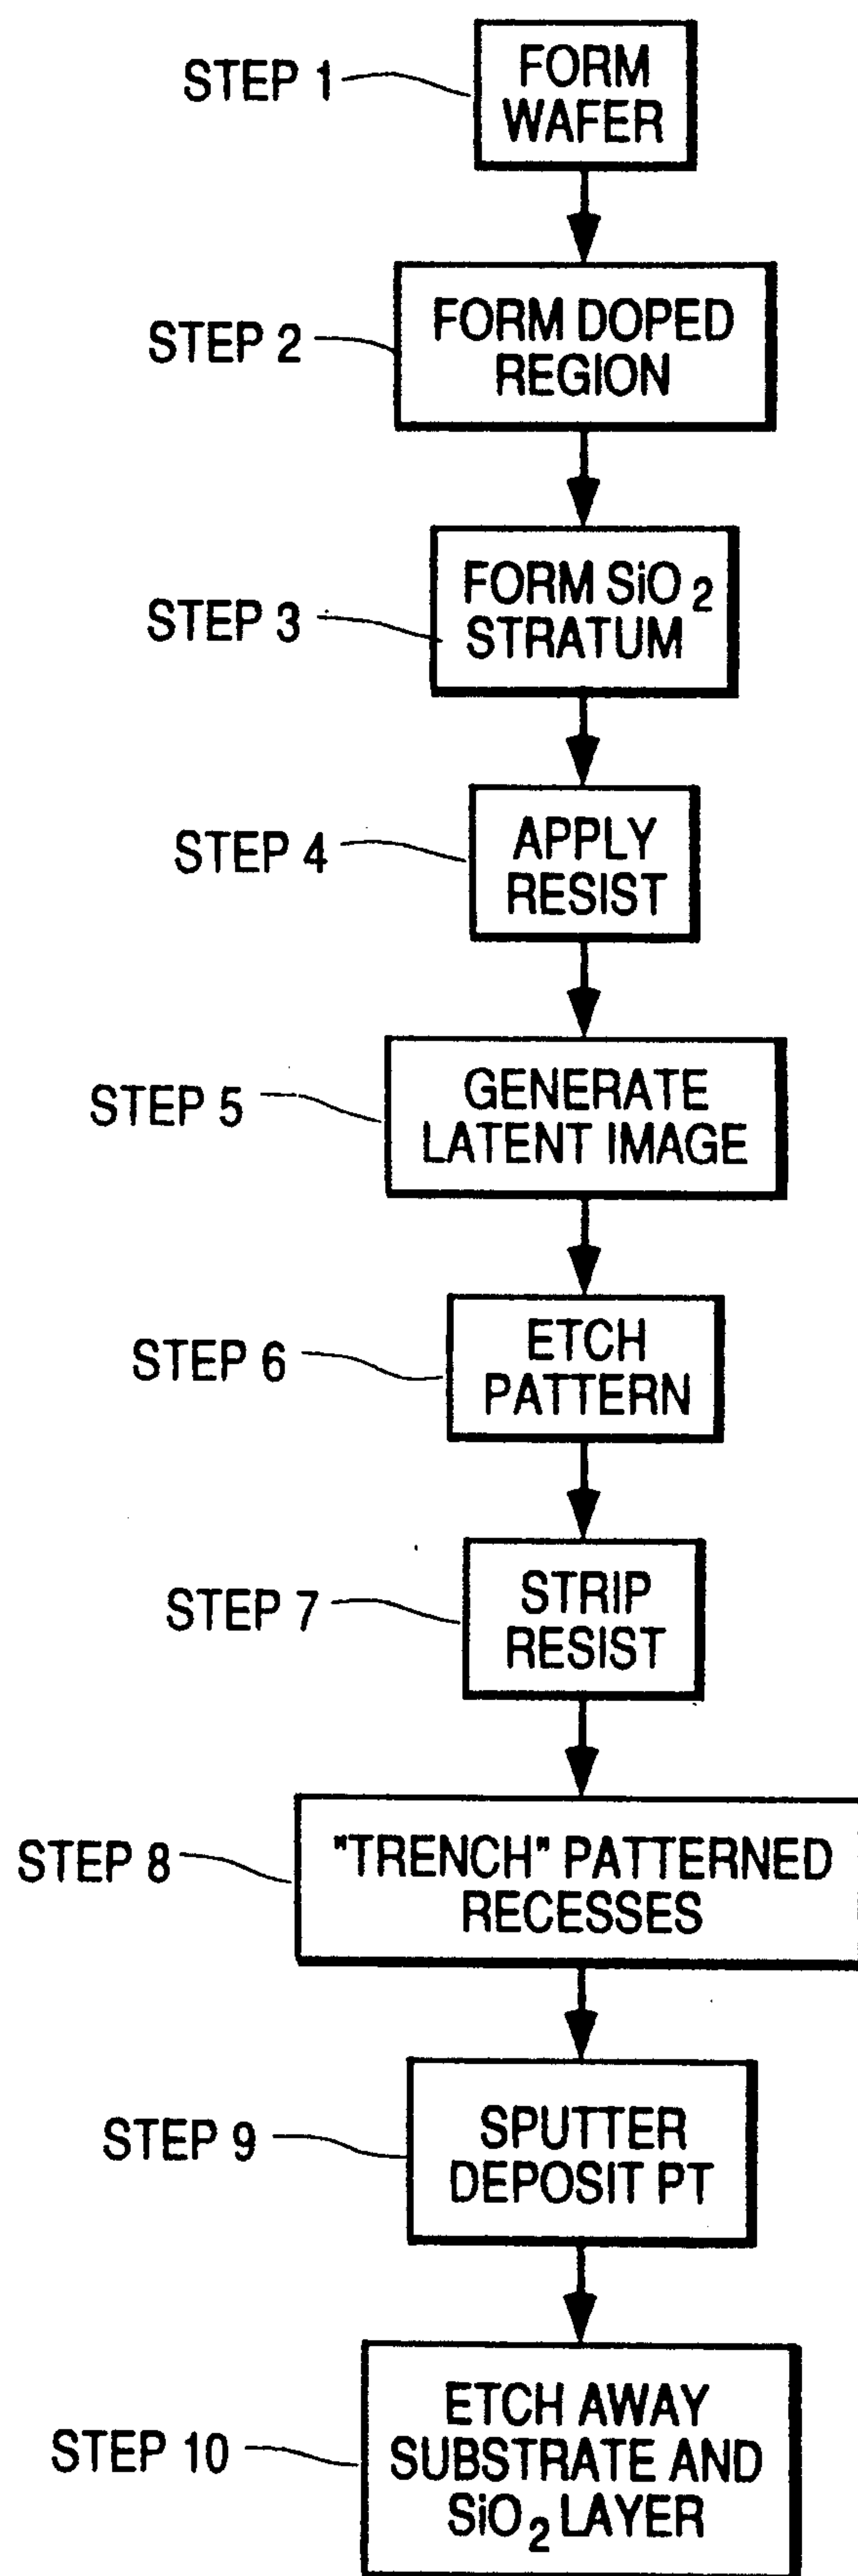 STEP 1
FORM
WAFER
STEP 2
FORM DOPED
REGION
STEP 3
FORM SiO₂
STRATUM
STEP 4
APPLY
RESIST
STEP 5
GENERATE
LATENT IMAGE
STEP 6
ETCH
PATTERN
STEP 7
STRIP
RESIST
STEP 8
"TRENCH" PATTERNED
RECESSES
STEP 9
SPUTTER
DEPOSIT PT
STEP 10
ETCH AWAY
SUBSTRATE AND
SiO₂ LAYER